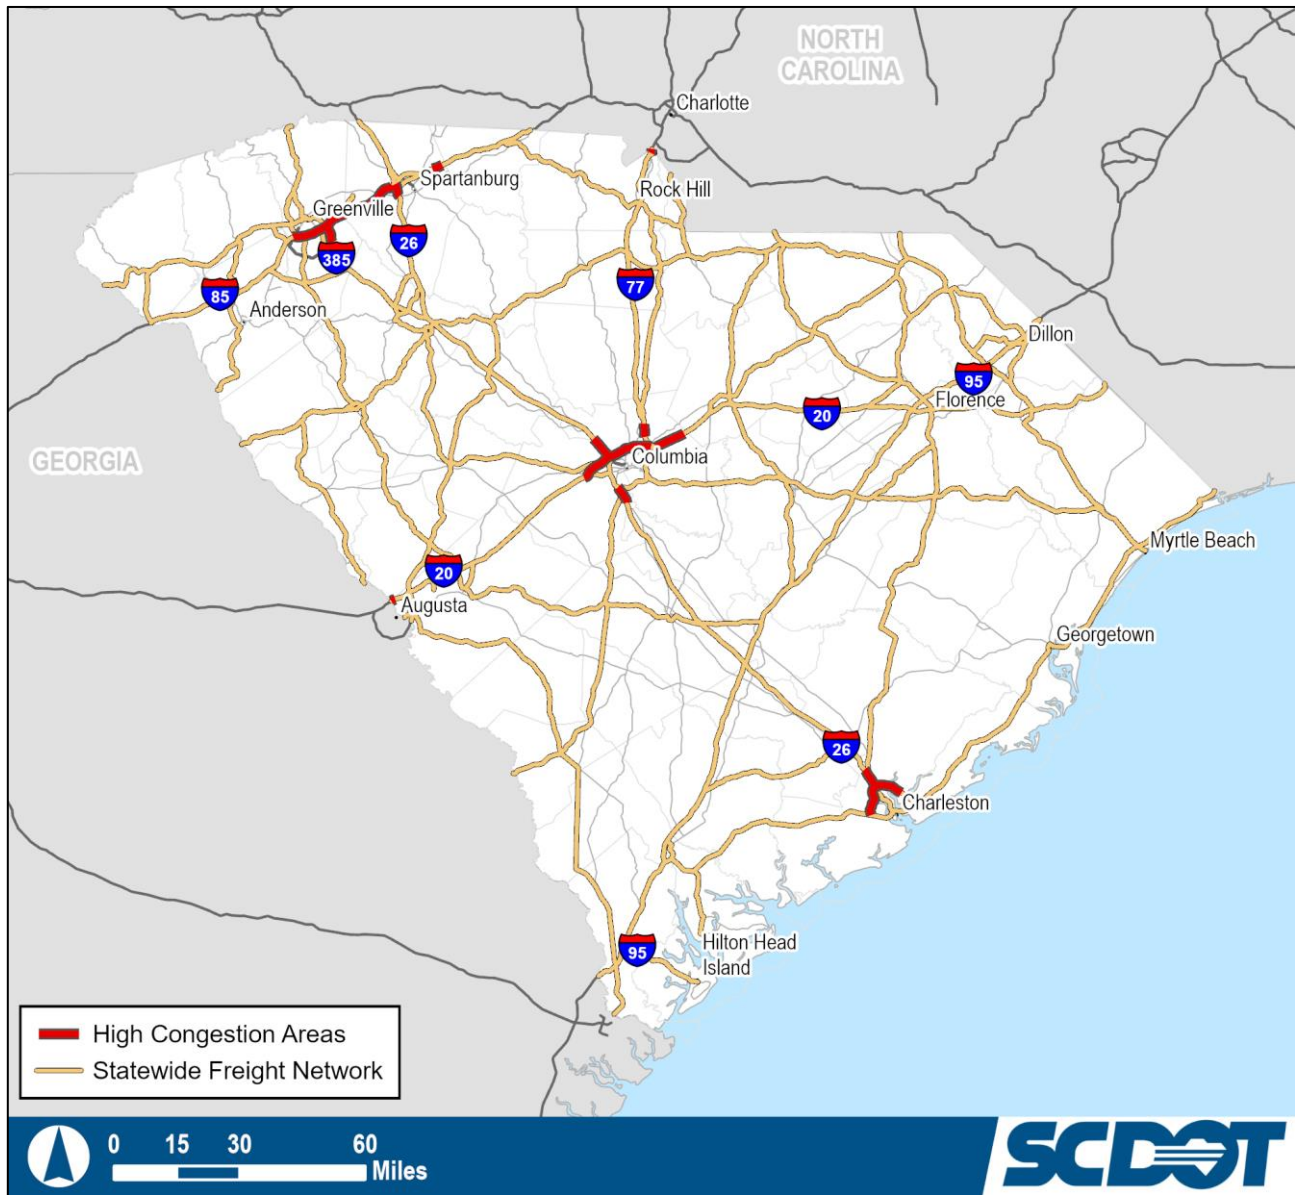 NORTH
CAROLINA
Charlotte
Spartanburg
Rock Hill
Greenville
26
385
77
85
Anderson
Dillon
95
Florence
20
GEORGIA
Columbia
Myrtle Beach
20
Augusta
Georgetown
26
Charleston
95
Hilton Head
Island
High Congestion Areas
Statewide Freight Network
0 15 30 60
Miles
SCDOT